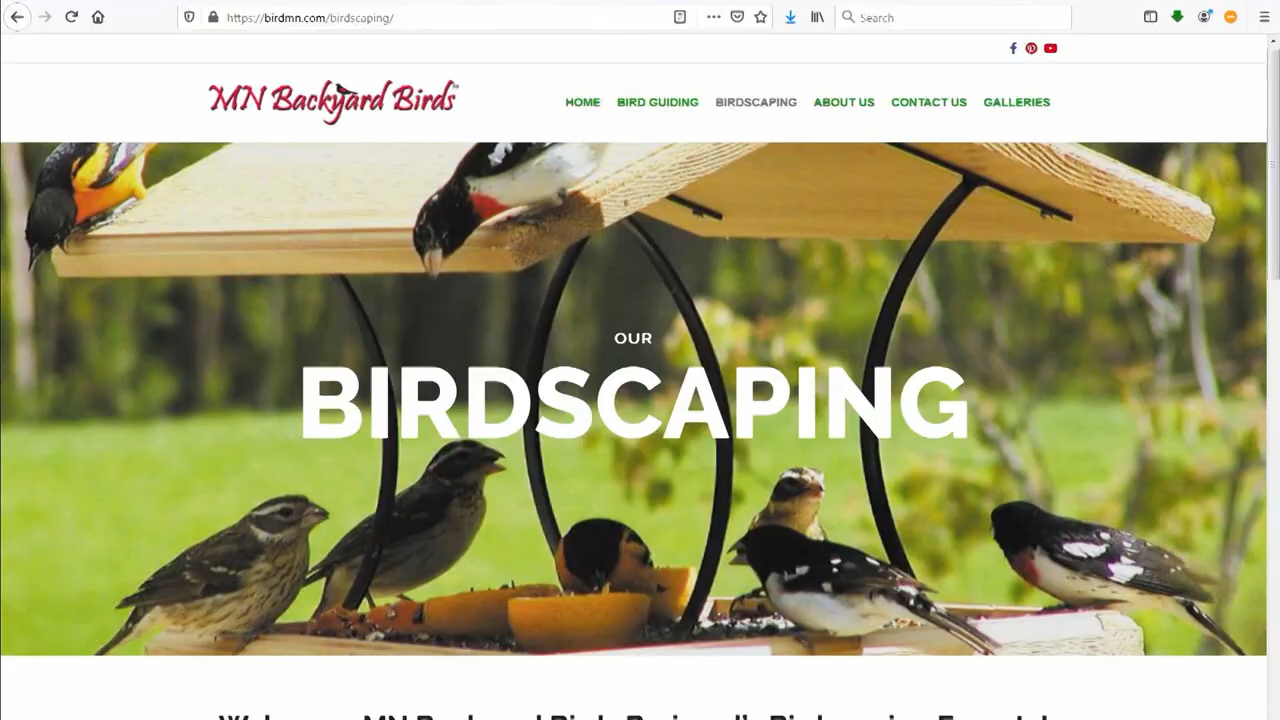 https://birdmn.com/birdscaping/
Search
MN Backyard Birds
HOME BIRD GUIDING BIRDSCAPING ABOUT US CONTACT US GALLERIES
OUR
BIRDSCAPING